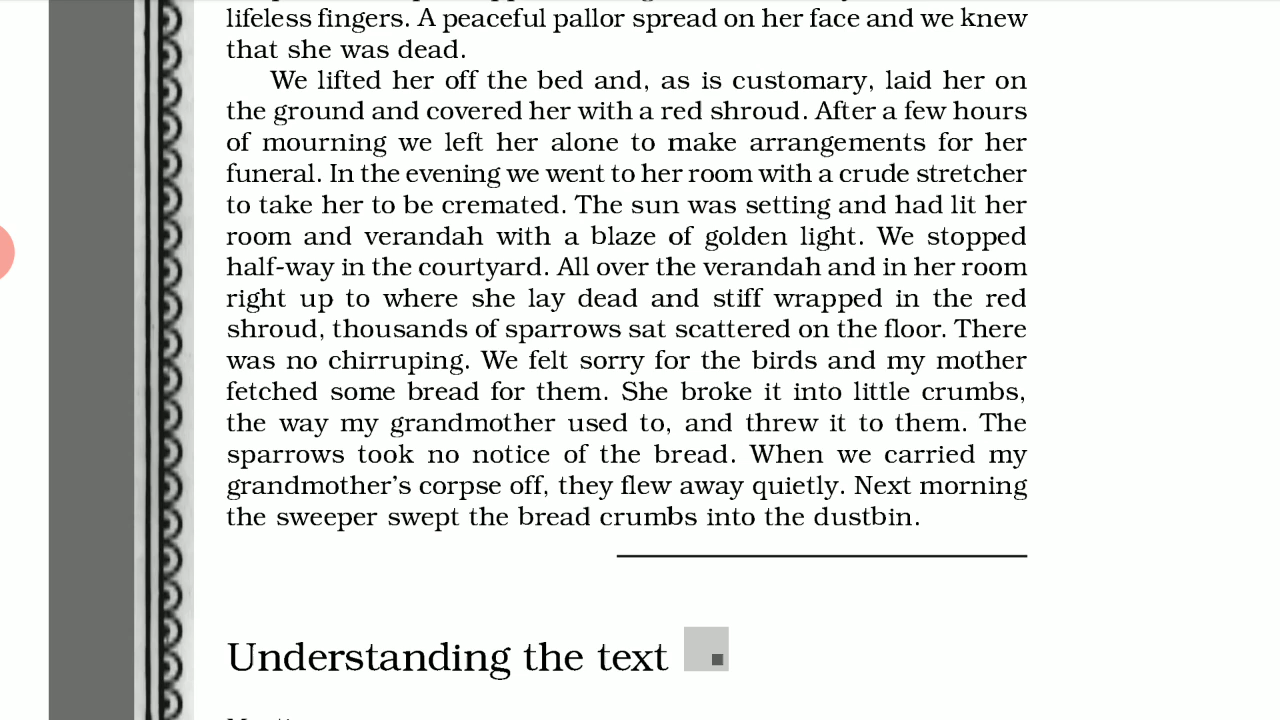 lifeless fingers. A peaceful pallor spread on her face and we knew
that she was dead.
We lifted her off the bed and, as is customary, laid her on
the ground and covered her with a red shroud. After a few hours
of mourning we left her alone to make arrangements for her
funeral. In the evening we went to her room with a crude stretcher
to take her to be cremated. The sun was setting and had lit her
room and verandah with a blaze of golden light. We stopped
half-way in the courtyard. All over the verandah and in her room
right up to where she lay dead and stiff wrapped in the red
shroud, thousands of sparrows sat scattered on the floor. There
was no chirruping. We felt sorry for the birds and my mother
fetched some bread for them. She broke it into little crumbs,
the way my grandmother used to, and threw it to them. The
sparrows took no notice of the bread. When we carried my
grandmother’s corpse off, they flew away quietly. Next morning
the sweeper swept the bread crumbs into the dustbin.
Understanding the text